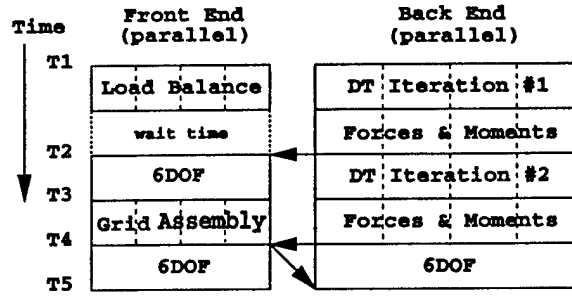 Time
Front End
(parallel)
Back End
(parallel)
T1
Load Balance
DT Iteration #1
wait time
Forces & Moments
T2
6DOF
DT Iteration #2
T3
Grid Assembly
Forces & Moments
T4
6DOF
6DOF
T5